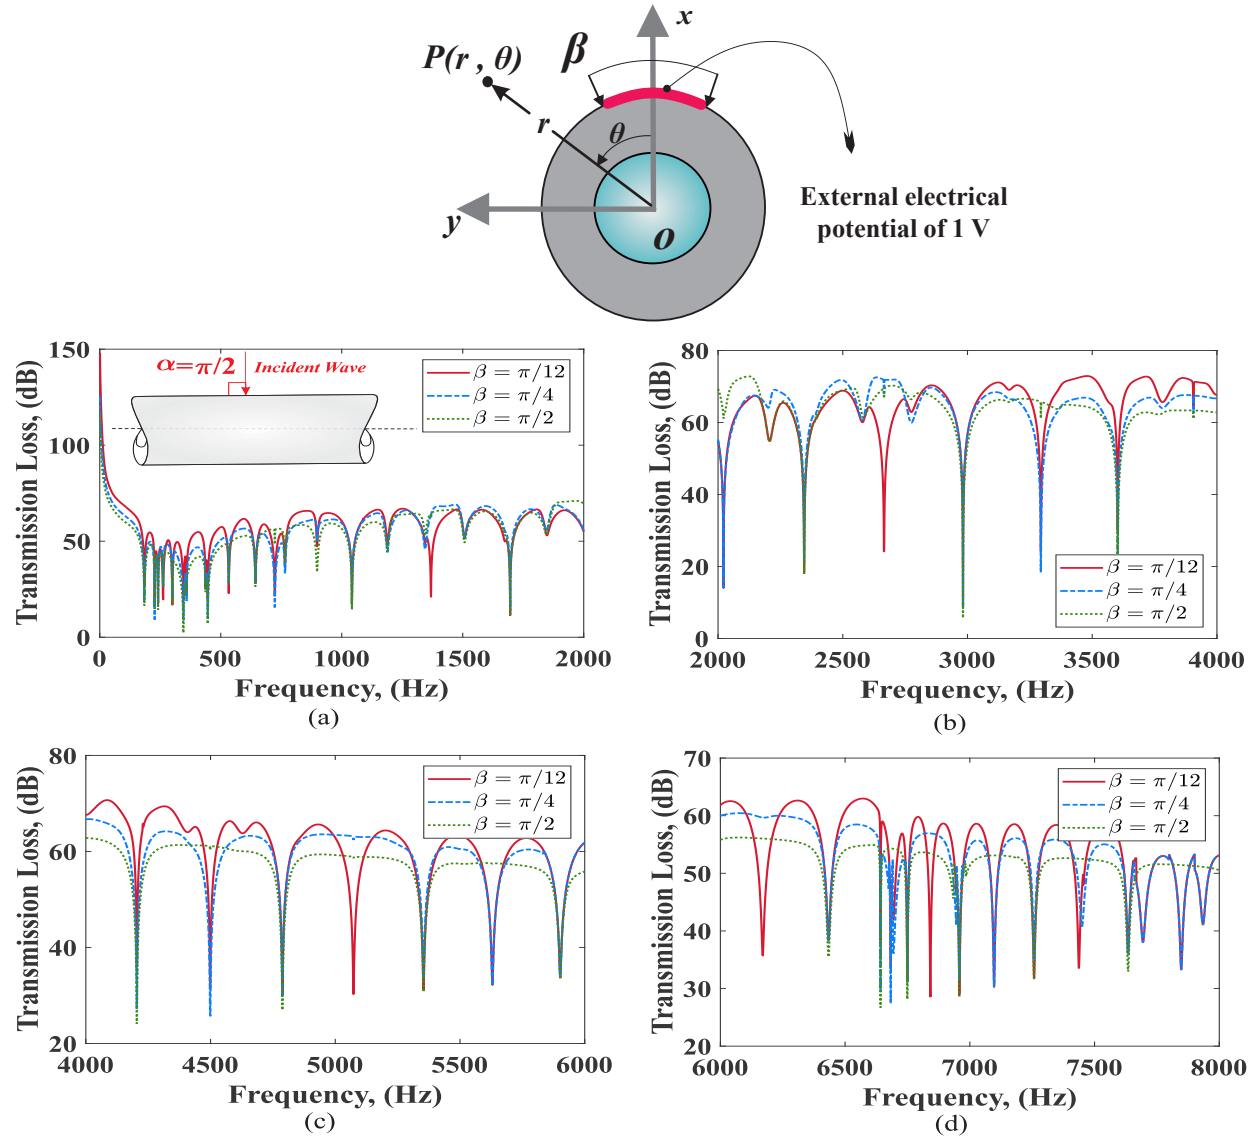 x
P(r , θ)
β
r
θ
y
o
External electrical
potential of 1 V
Transmission Loss, (dB)
150
100
50
0
α=π/2
Incident Wave
β = π/12
β = π/4
β = π/2
0 500 1000 1500 2000
Frequency, (Hz)
(a)
Transmission Loss, (dB)
80
60
40
20
0
β = π/12
β = π/4
β = π/2
2000 2500 3000 3500 4000
Frequency, (Hz)
(b)
Transmission Loss, (dB)
80
60
40
20
β = π/12
β = π/4
β = π/2
4000 4500 5000 5500 6000
Frequency, (Hz)
(c)
Transmission Loss, (dB)
70
60
50
40
30
20
β = π/12
β = π/4
β = π/2
6000 6500 7000 7500 8000
Frequency, (Hz)
(d)